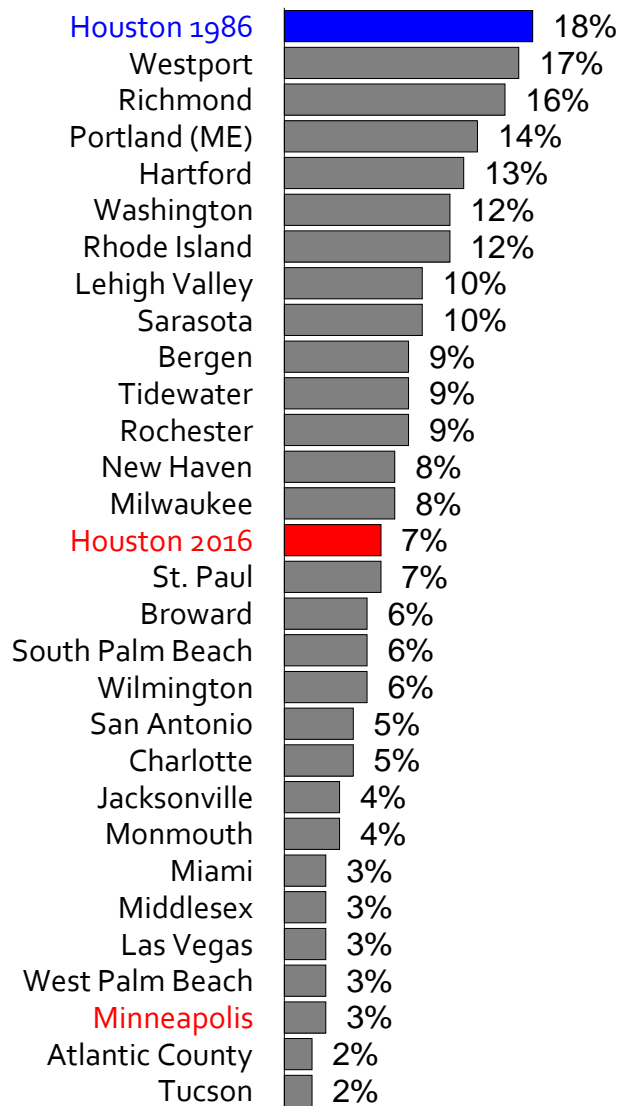 Houston 1986 18%
Westport 17%
Richmond 16%
Portland (ME) 14%
Hartford 13%
Washington 12%
Rhode Island 12%
Lehigh Valley 10%
Sarasota 10%
Bergen 9%
Tidewater 9%
Rochester 9%
New Haven 8%
Milwaukee 8%
Houston 2016 7%
St. Paul 7%
Broward 6%
South Palm Beach 6%
Wilmington 6%
San Antonio 5%
Charlotte 5%
Jacksonville 4%
Monmouth 4%
Miami 3%
Middlesex 3%
Las Vegas 3%
West Palm Beach 3%
Minneapolis 3%
Atlantic County 2%
Tucson 2%